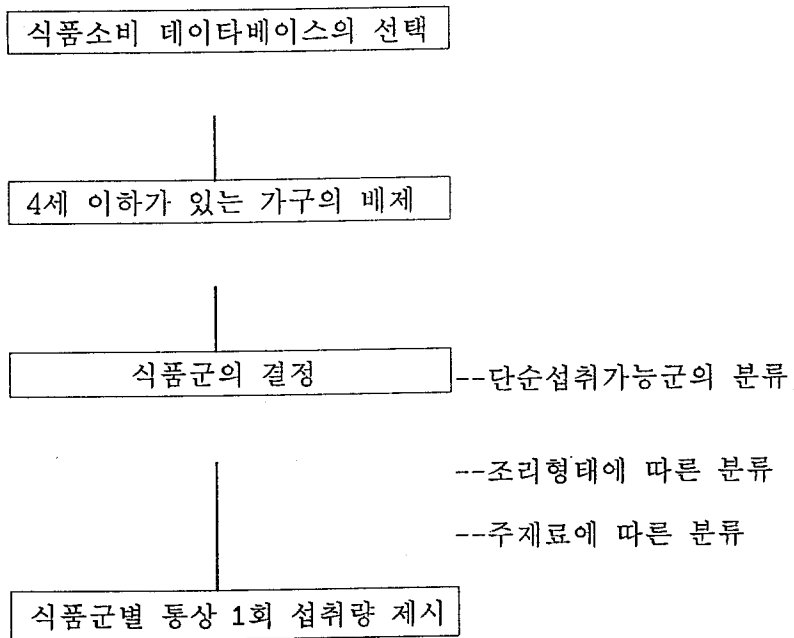 식품소비 데이타베이스의 선택
4세 이하가 있는 가구의 배제
식품군의 결정 --단순섭취가능군의 분류
--조리형태에 따른 분류
--주재료에 따른 분류
식품군별 통상 1회 섭취량 제시